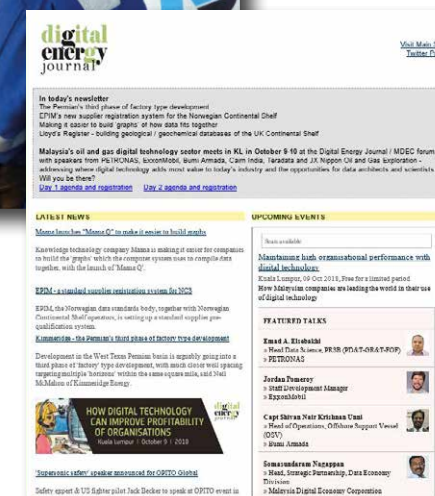 digital
energy
journal
Visit Main
Twitter
In today's newsletter
The Permian's third phase of factory type development
EPIM's new supplier registration system for the Norwegian Continental Shelf
Making it easier to build 'graphs' of how data fits together
Lloyd's Register - building geological / geochemical databases of the UK Continental Shelf
Malaysia's oil and gas digital technology sector meets in KL in October 9-10 at the Digital Energy Journal / MDEC forum
with speakers from PETRONAS, ExxonMobil, Bumi Armada, Cairn India, Teradata and JX Nippon Oil and Gas Exploration -
addressing where digital technology adds most value to today's industry and the opportunities for data architects and scientists
Will you be there?
Day 1 agenda and registration Day 2 agenda and registration
LATEST NEWS
Maana launches "Maana Q" to make it easier to build graphs
Knowledge technology company Maana is making it easier for companies
to build the 'graphs' which the computer system uses to compile data
together, with the launch of 'Maana Q'.
EPIM - a standard supplier registration system for NCS
EPIM, the Norwegian data standards body, together with Norwegian
Continental Shelf operators, is setting up a standard supplier pre-
qualification system.
Kimmeridge - the Permian's third phase of factory type development
Development in the West Texas Permian basin is arguably going into a
third phase of 'factory' type development, with much closer well spacing
targeting multiple 'horizons' within the same square mile, said Neil
McMahon of Kimmeridge Energy.
HOW DIGITAL TECHNOLOGY
CAN IMPROVE PROFITABILITY
OF ORGANISATIONS
Kuala Lumpur | October 9 | 2018
digital
energy
journal
'Supersonic safety' speaker announced for OPITO Global
Safety expert & US fighter pilot Jack Becker to speak at OPITO event in
UPCOMING EVENTS
Seats available
Maintaining high organisational performance with
digital technology
Kuala Lumpur, 09 Oct 2018, Free for a limited period
How Malaysian companies are leading the world in their use
of digital technology
FEATURED TALKS
Emad A. Elsebakhi
» Head Data Science, PRSB
» PETRONAS
Jordan Pomeroy
» Staff Development Manager
» ExxonMobil
Capt Shivan Nair Krishnan Unni
» Head of Operations, Offshore Support Vessel
(OSV)
» Bumi Armada
Somasundaram Nagappan
» Head, Strategic Partnership, Data Economy
Division
» Malaysia Digital Economy Corporation